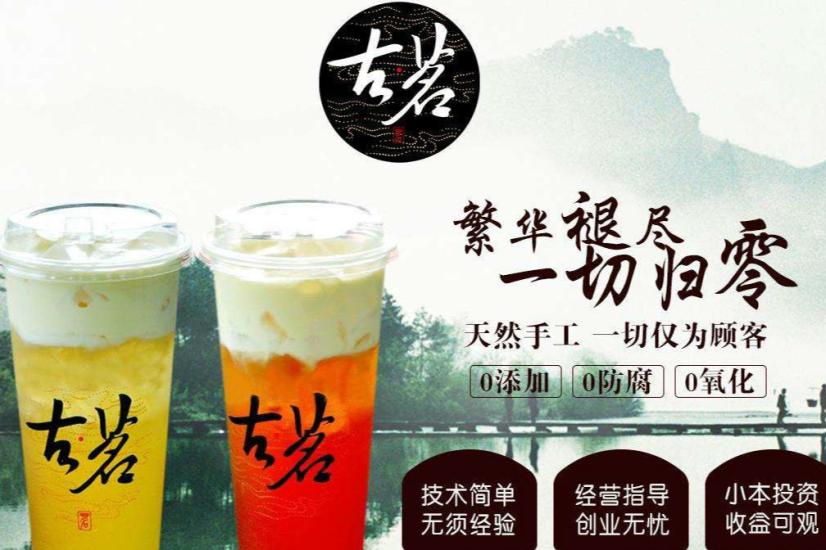 古茗
繁华褪尽
一切归零
天然手工 一切仅为顾客
0添加 0防腐 0氧化
古茗
古茗
技术简单
无须经验
经营指导
创业无忧
小本投资
收益可观